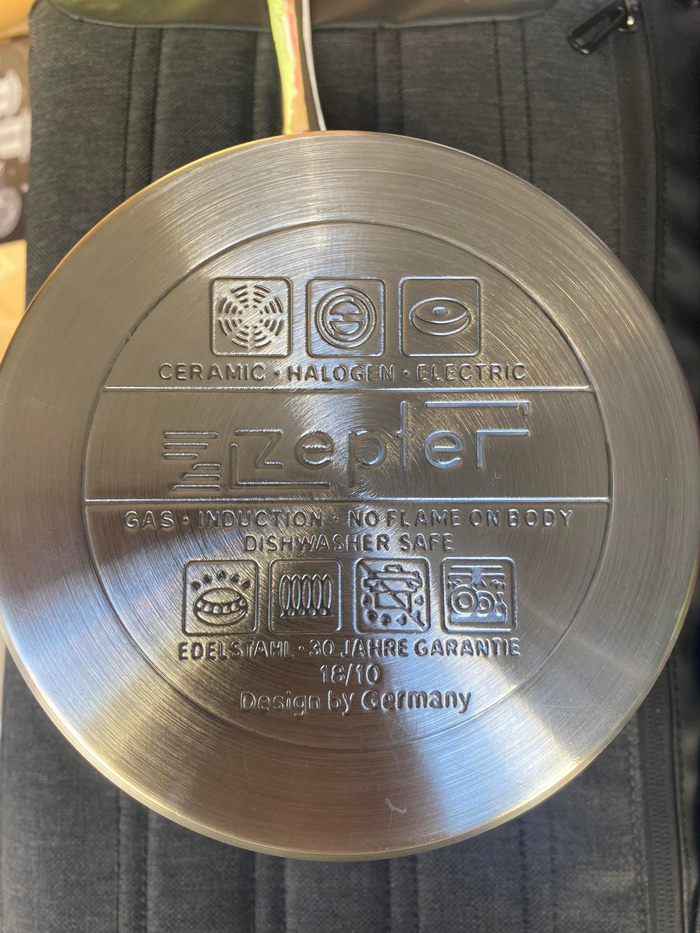 CERAMIC · HALOGEN · ELECTRIC
zepter
GAS · INDUCTION · NO FLAME ON BODY
DISHWASHER SAFE
EDELSTAHL · 30 JAHRE GARANTIE
18/10
Design by Germany